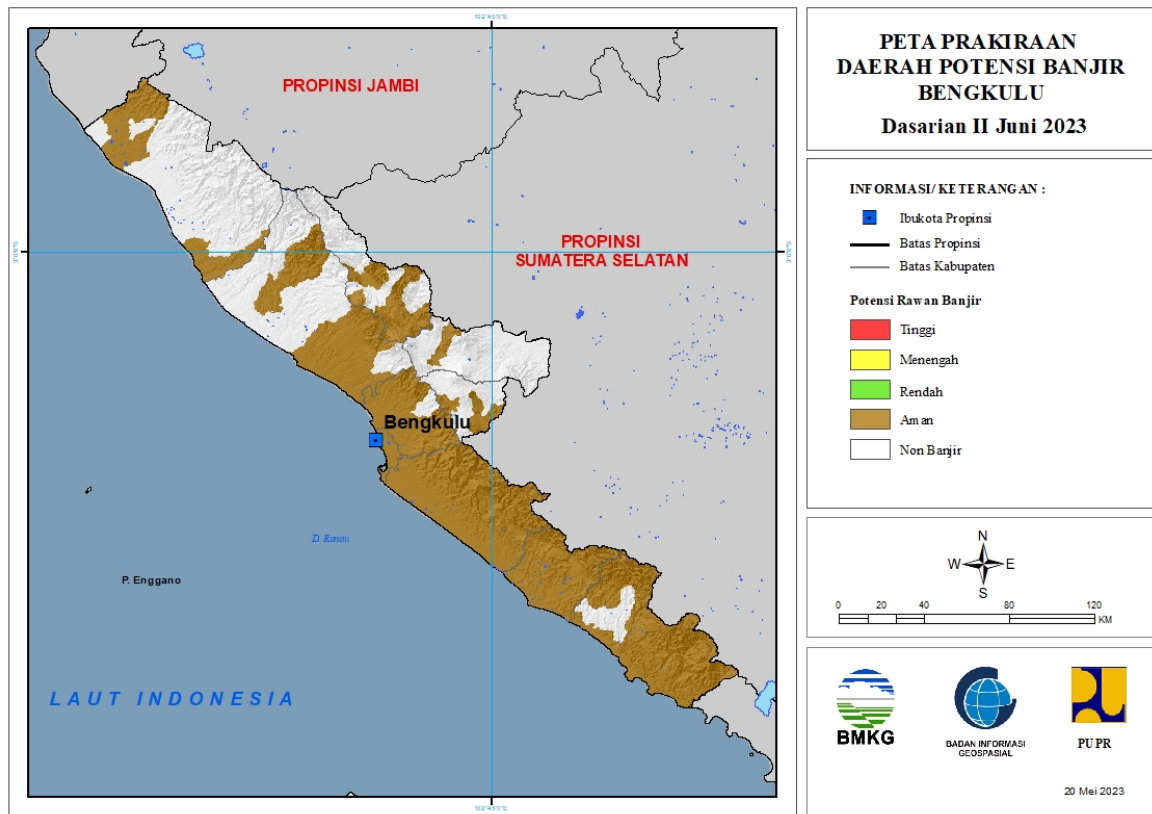 PETA PRAKIRAAN
DAERAH POTENSI BANJIR
BENGKULU
Dasarian II Juni 2023
INFORMASI/ KETERANGAN :
Ibukota Propinsi
Batas Propinsi
Batas Kabupaten
Potensi Rawan Banjir
Tinggi
Menengah
Rendah
Aman
Non Banjir
N
W E
S
0 20 40 80 120
KM
BMKG
BADAN INFORMASI
GEOSPASIAL
PUPR
20 Mei 2023
PROPINSI JAMBI
PROPINSI
SUMATERA SELATAN
Bengkulu
D. Ranau
P. Enggano
LAUT INDONESIA